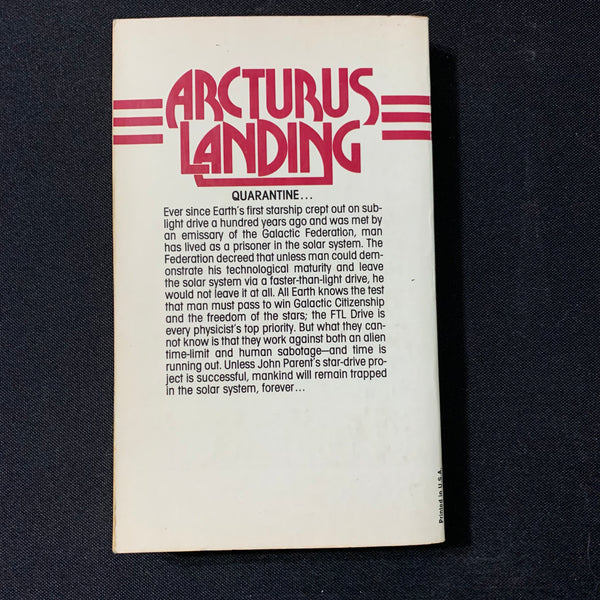 ARCTURUS
LANDING
QUARANTINE...
Ever since Earth's first starship crept out on sub-
light drive a hundred years ago and was met by
an emissary of the Galactic Federation, man
has lived as a prisoner in the solar system. The
Federation decreed that unless man could dem-
onstrate his technological maturity and leave
the solar system via a faster-than-light drive, he
would not leave it at all. All Earth knows the test
that man must pass to win Galactic Citizenship
and the freedom of the stars; the FTL Drive is
every physicist's top priority. But what they can-
not know is that they work against both an alien
time-limit and human sabotage—and time is
running out. Unless John Parent's star-drive pro-
ject is successful, mankind will remain trapped
in the solar system, forever...
Printed in U.S.A.